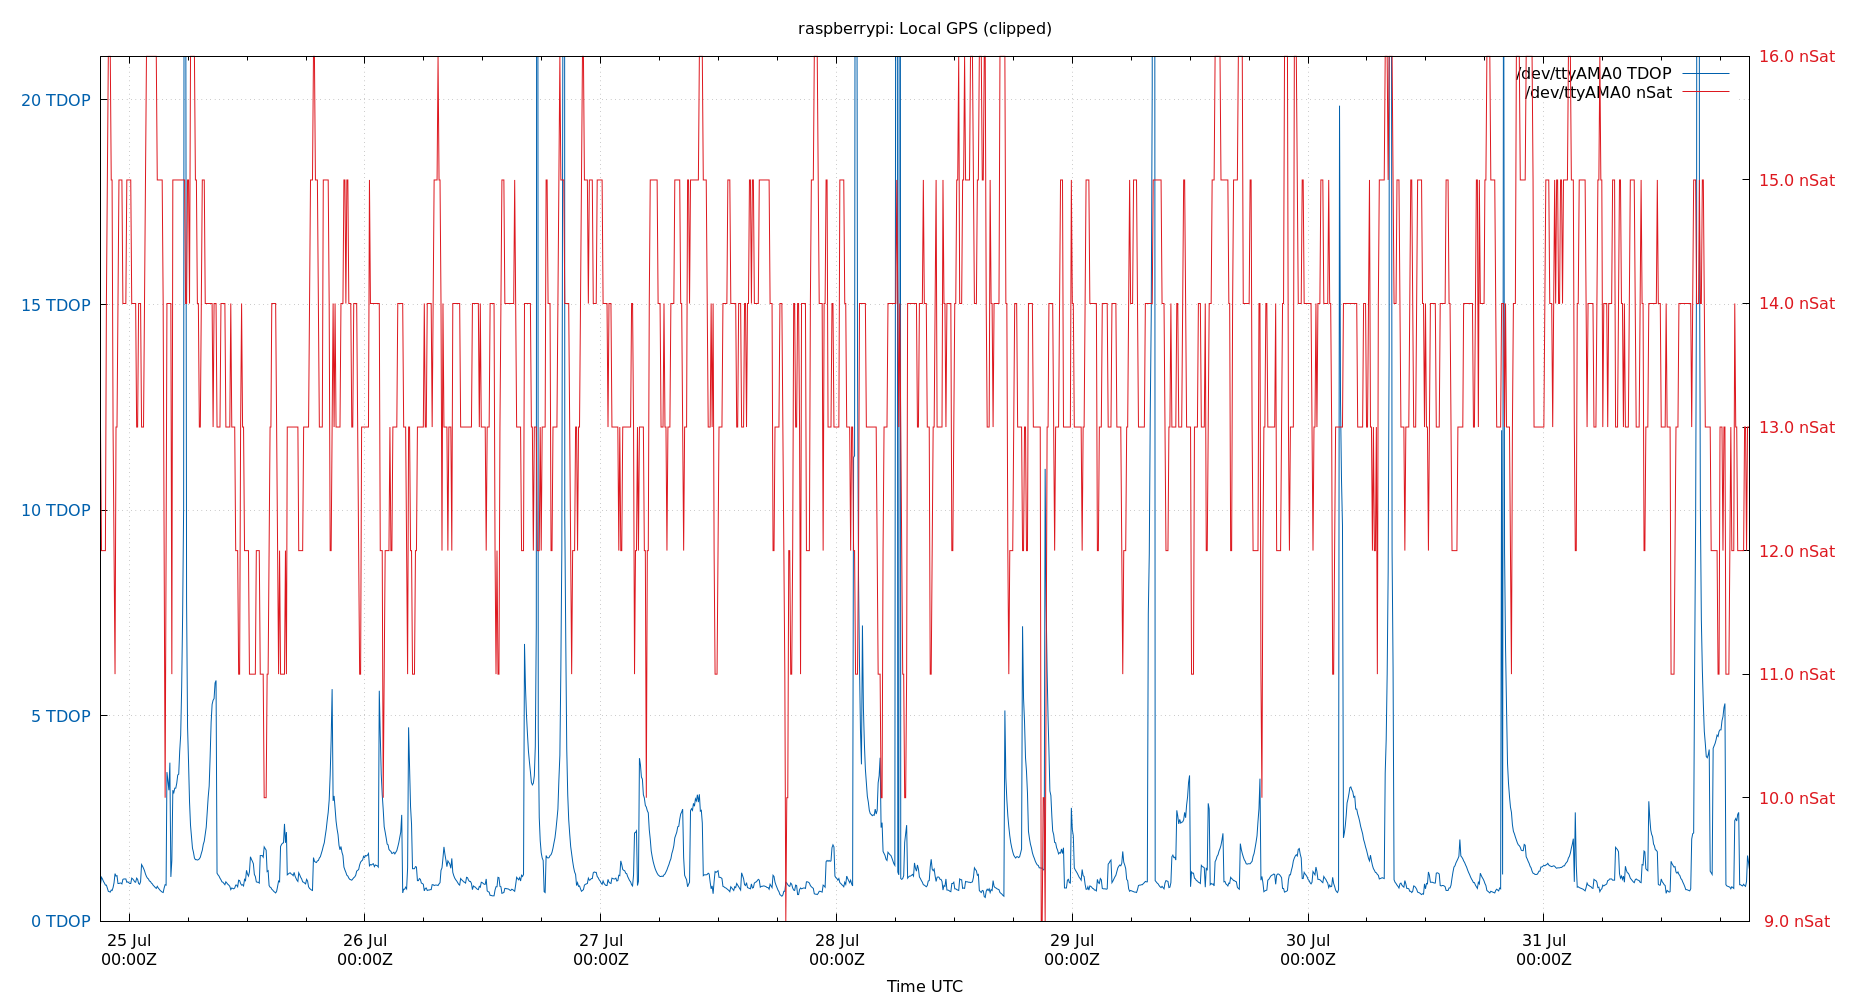 raspberrypi: Local GPS (clipped)
/dev/ttyAMA0 TDOP
/dev/ttyAMA0 nSat
20 TDOP
15 TDOP
10 TDOP
5 TDOP
0 TDOP
16.0 nSat
15.0 nSat
14.0 nSat
13.0 nSat
12.0 nSat
11.0 nSat
10.0 nSat
9.0 nSat
25 Jul
00:00Z
26 Jul
00:00Z
27 Jul
00:00Z
28 Jul
00:00Z
29 Jul
00:00Z
30 Jul
00:00Z
31 Jul
00:00Z
Time UTC